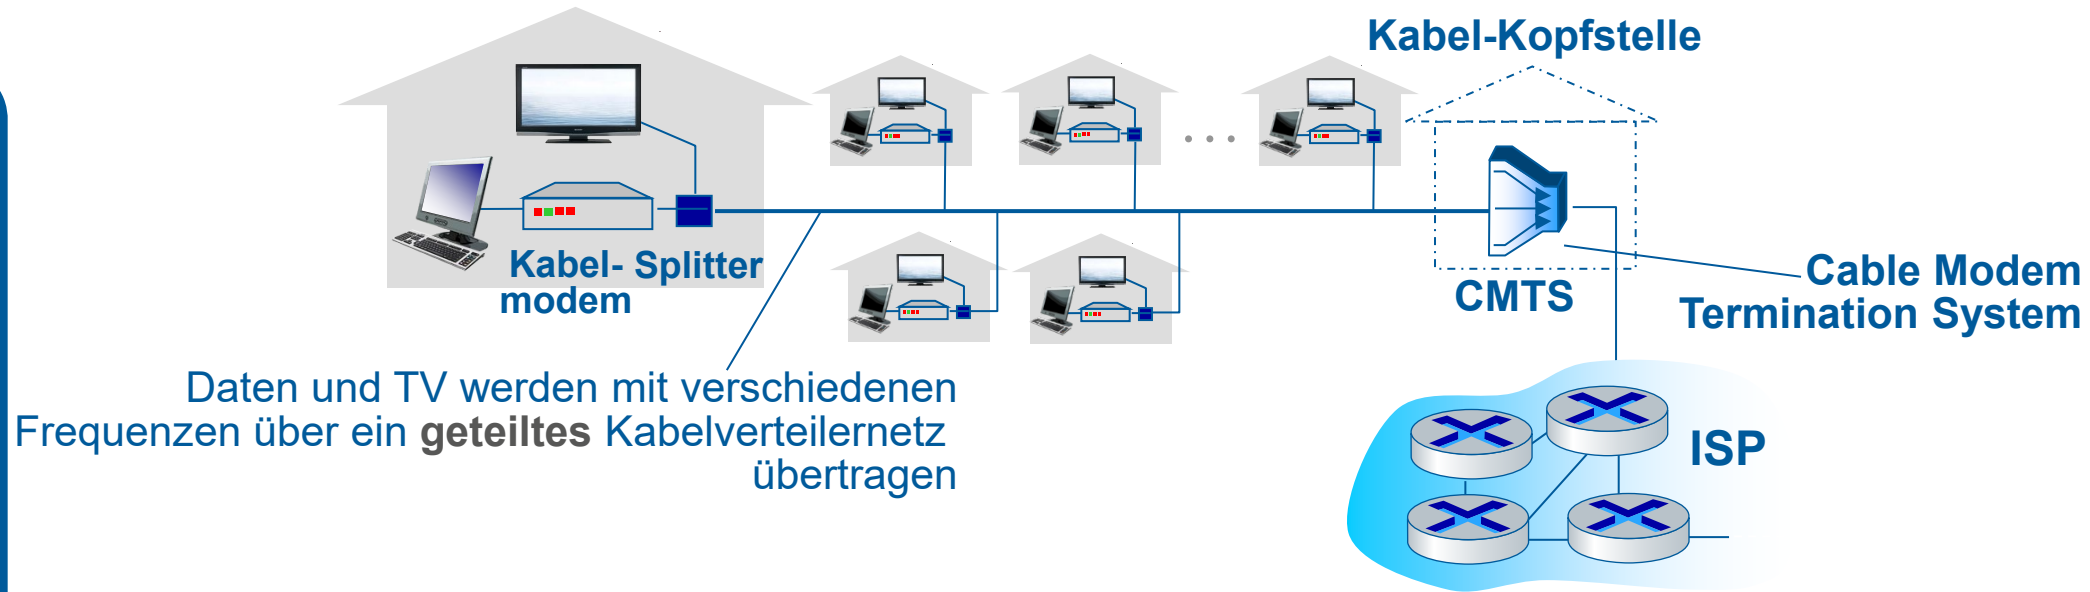 Kabel-Kopfstelle
Kabel- Splitter
modem
CMTS
Cable Modem
Termination System
Daten und TV werden mit verschiedenen
Frequenzen über ein geteiltes Kabelverteilernetz
übertragen
ISP